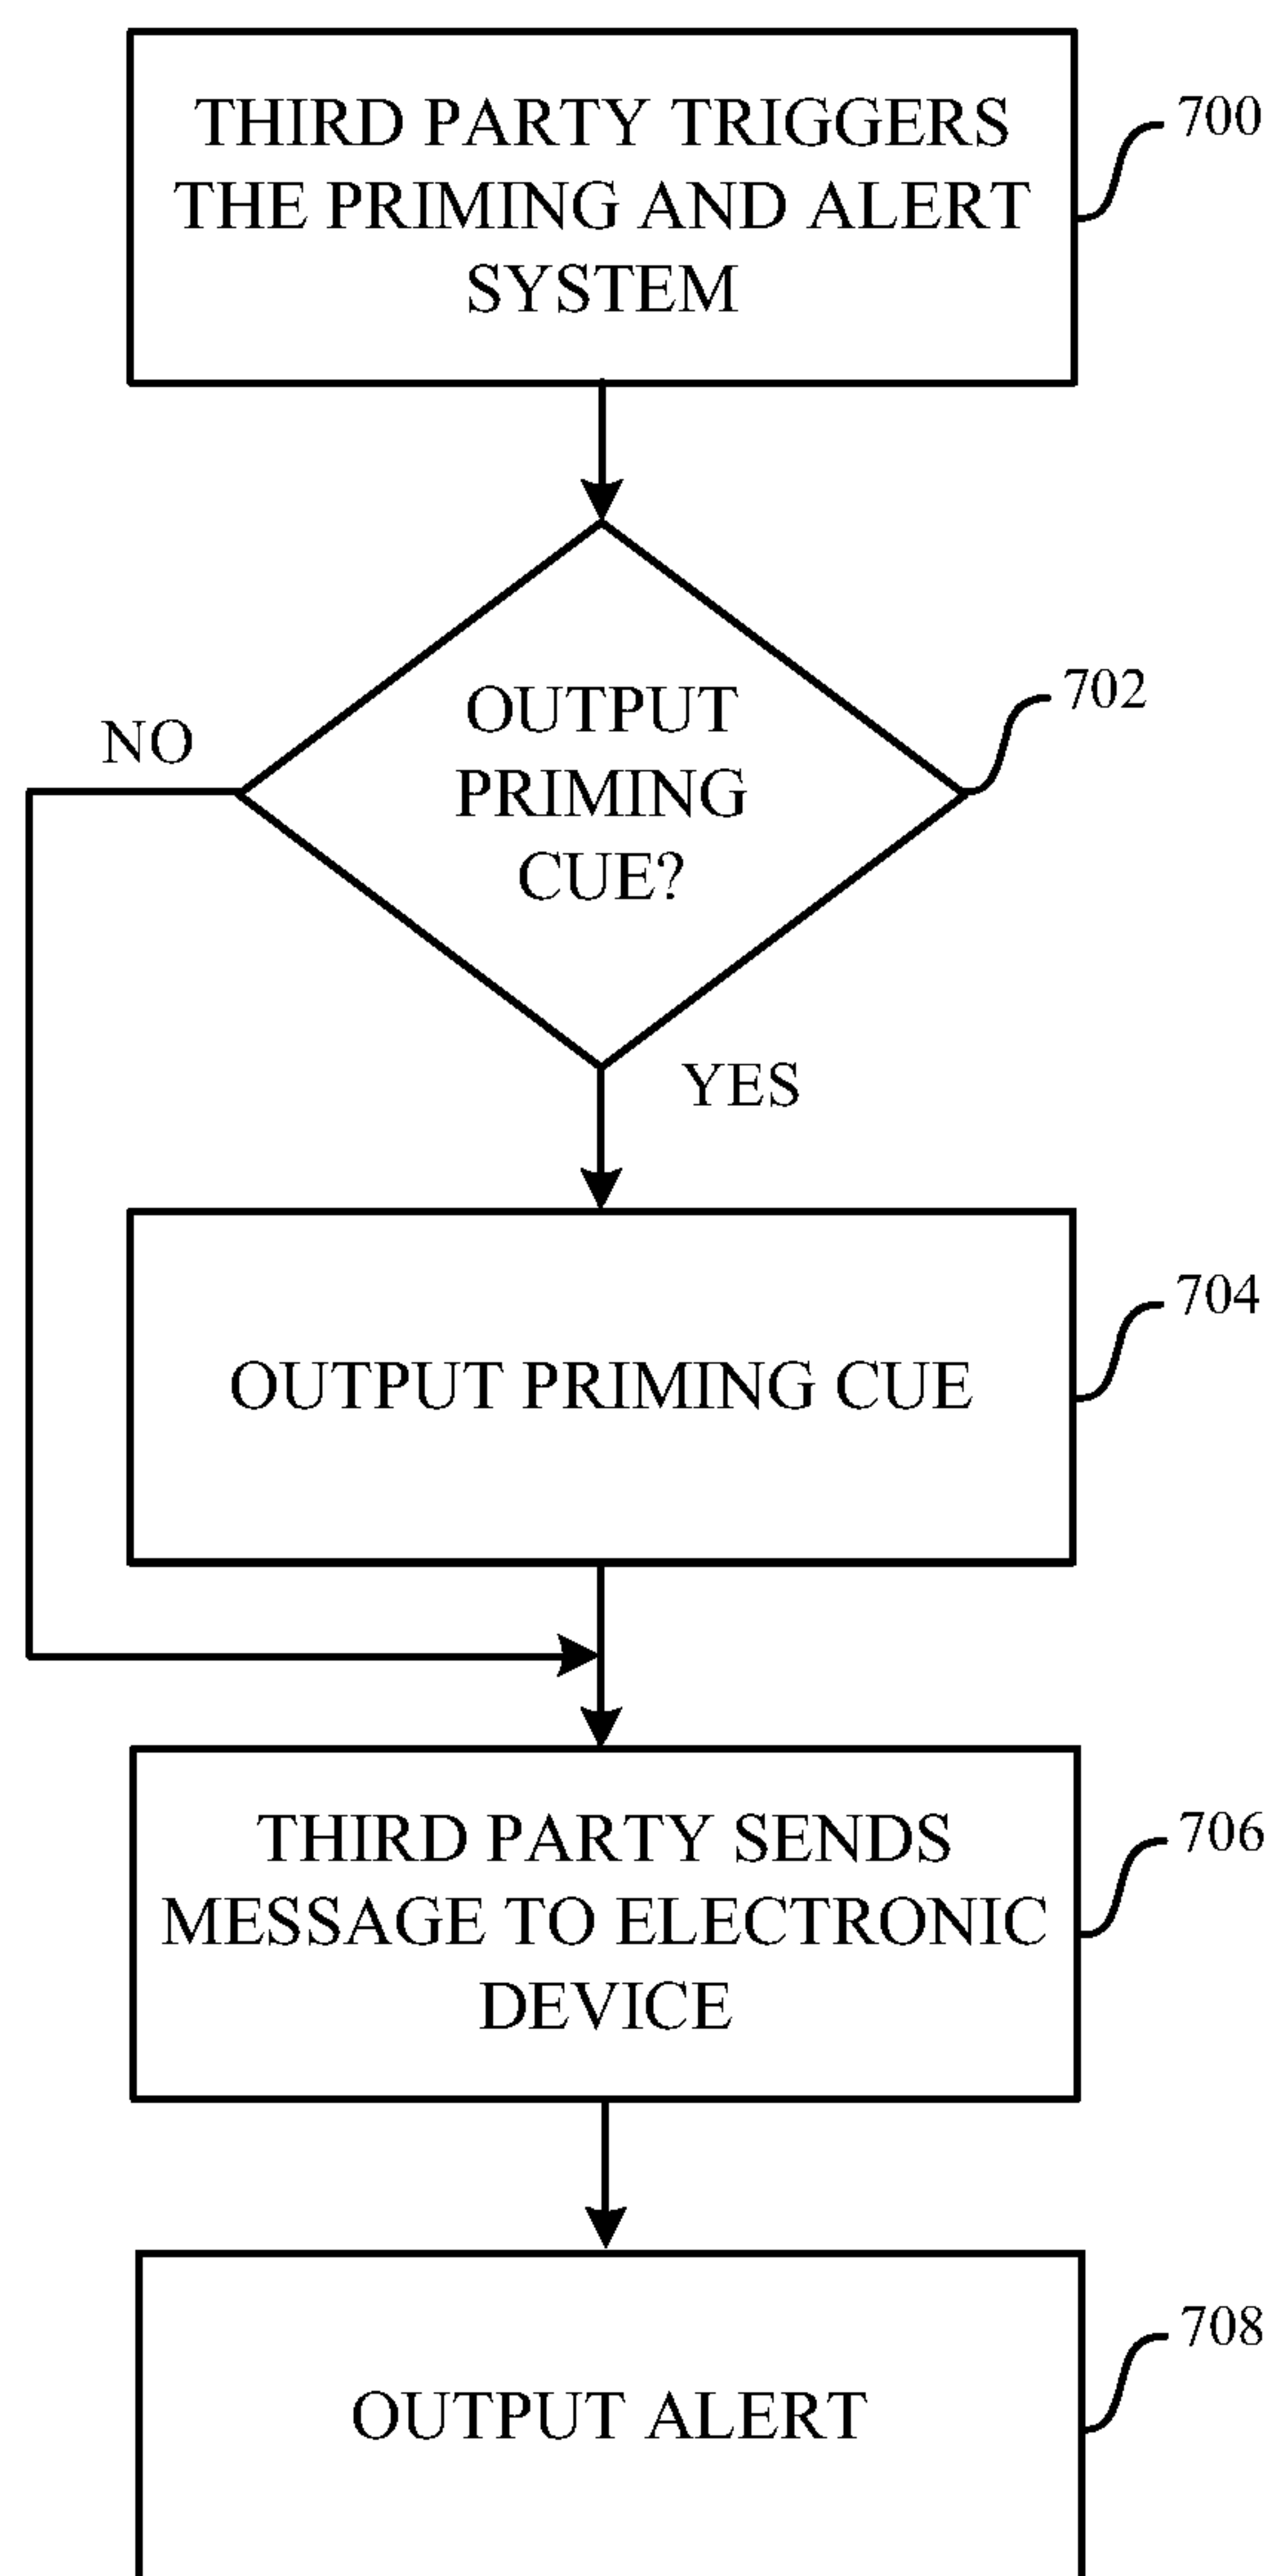 THIRD PARTY TRIGGERS
THE PRIMING AND ALERT
SYSTEM
700
OUTPUT
PRIMING
CUE?
702
NO
YES
OUTPUT PRIMING CUE
704
THIRD PARTY SENDS
MESSAGE TO ELECTRONIC
DEVICE
706
OUTPUT ALERT
708